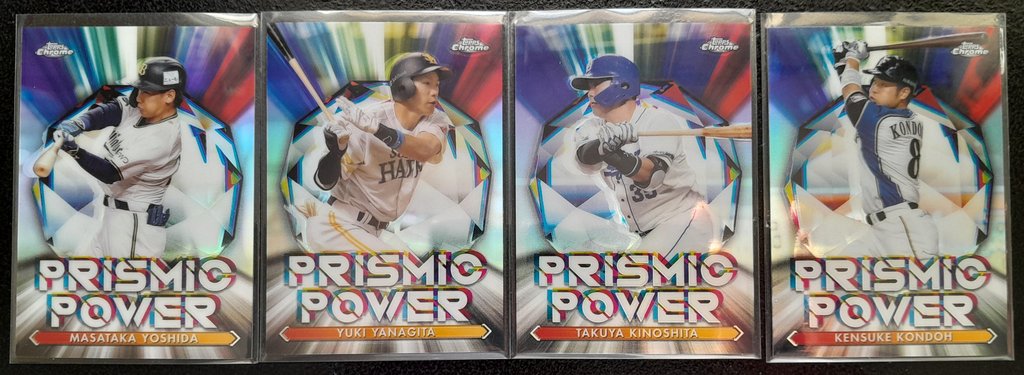 Topps
Chrome
PRISMIC
POWER
MASATAKA YOSHIDA
Topps
Chrome
HAW
PRISMIC
POWER
YUKI YANAGITA
Topps
Chrome
PRISMIC
POWER
TAKUYA KINOSHITA
Topps
Chrome
KONDOH
8
PRISMIC
POWER
KENSUKE KONDOH